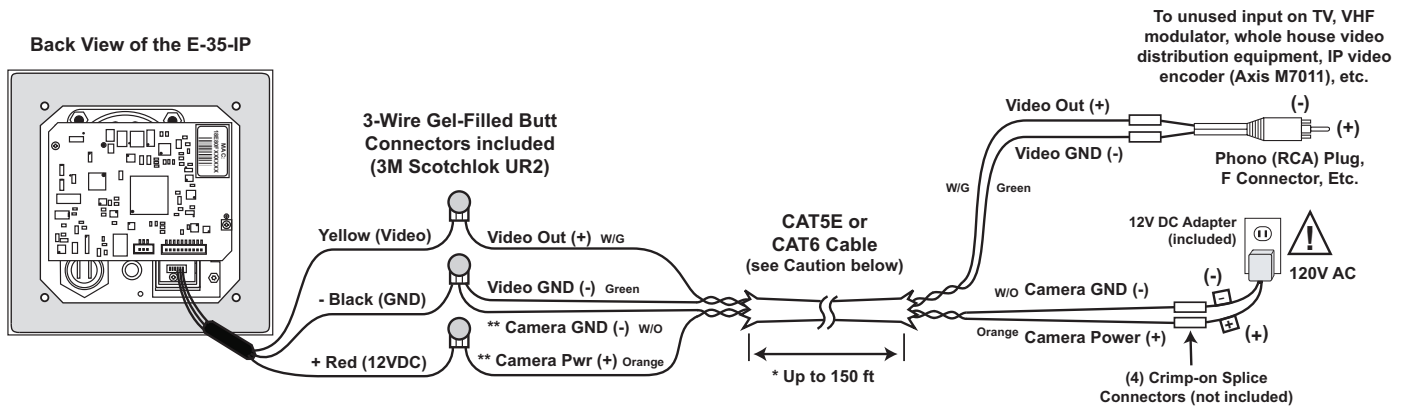 Back View of the E-35-IP
MAC:
3-Wire Gel-Filled Butt
Connectors included
(3M Scotchlok UR2)
Yellow (Video)
- Black (GND)
+ Red (12VDC)
Video Out (+) W/G
Video GND (-) Green
** Camera GND (-) W/O
** Camera Pwr (+) Orange
CAT5E or
CAT6 Cable
(see Caution below)
* Up to 150 ft
To unused input on TV, VHF
modulator, whole house video
distribution equipment, IP video
encoder (Axis M7011), etc.
Video Out (+)
Video GND (-)
W/G
Green
(-)
(+)
Phono (RCA) Plug,
F Connector, Etc.
12V DC Adapter
(included)
!
120V AC
W/O Camera GND (-)
Orange Camera Power (+)
(-)
-
+
(+)
(4) Crimp-on Splice
Connectors (not included)